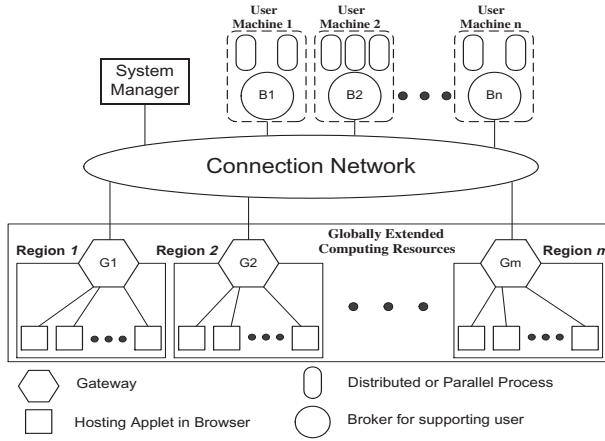 User
Machine 1
User
Machine 2
User
Machine n
System
Manager
B1
B2
Bn
Connection Network
Globally Extended
Computing Resources
Region 1
G1
Region 2
G2
Gm
Region m
Gateway
Distributed or Parallel Process
Hosting Applet in Browser
Broker for supporting user